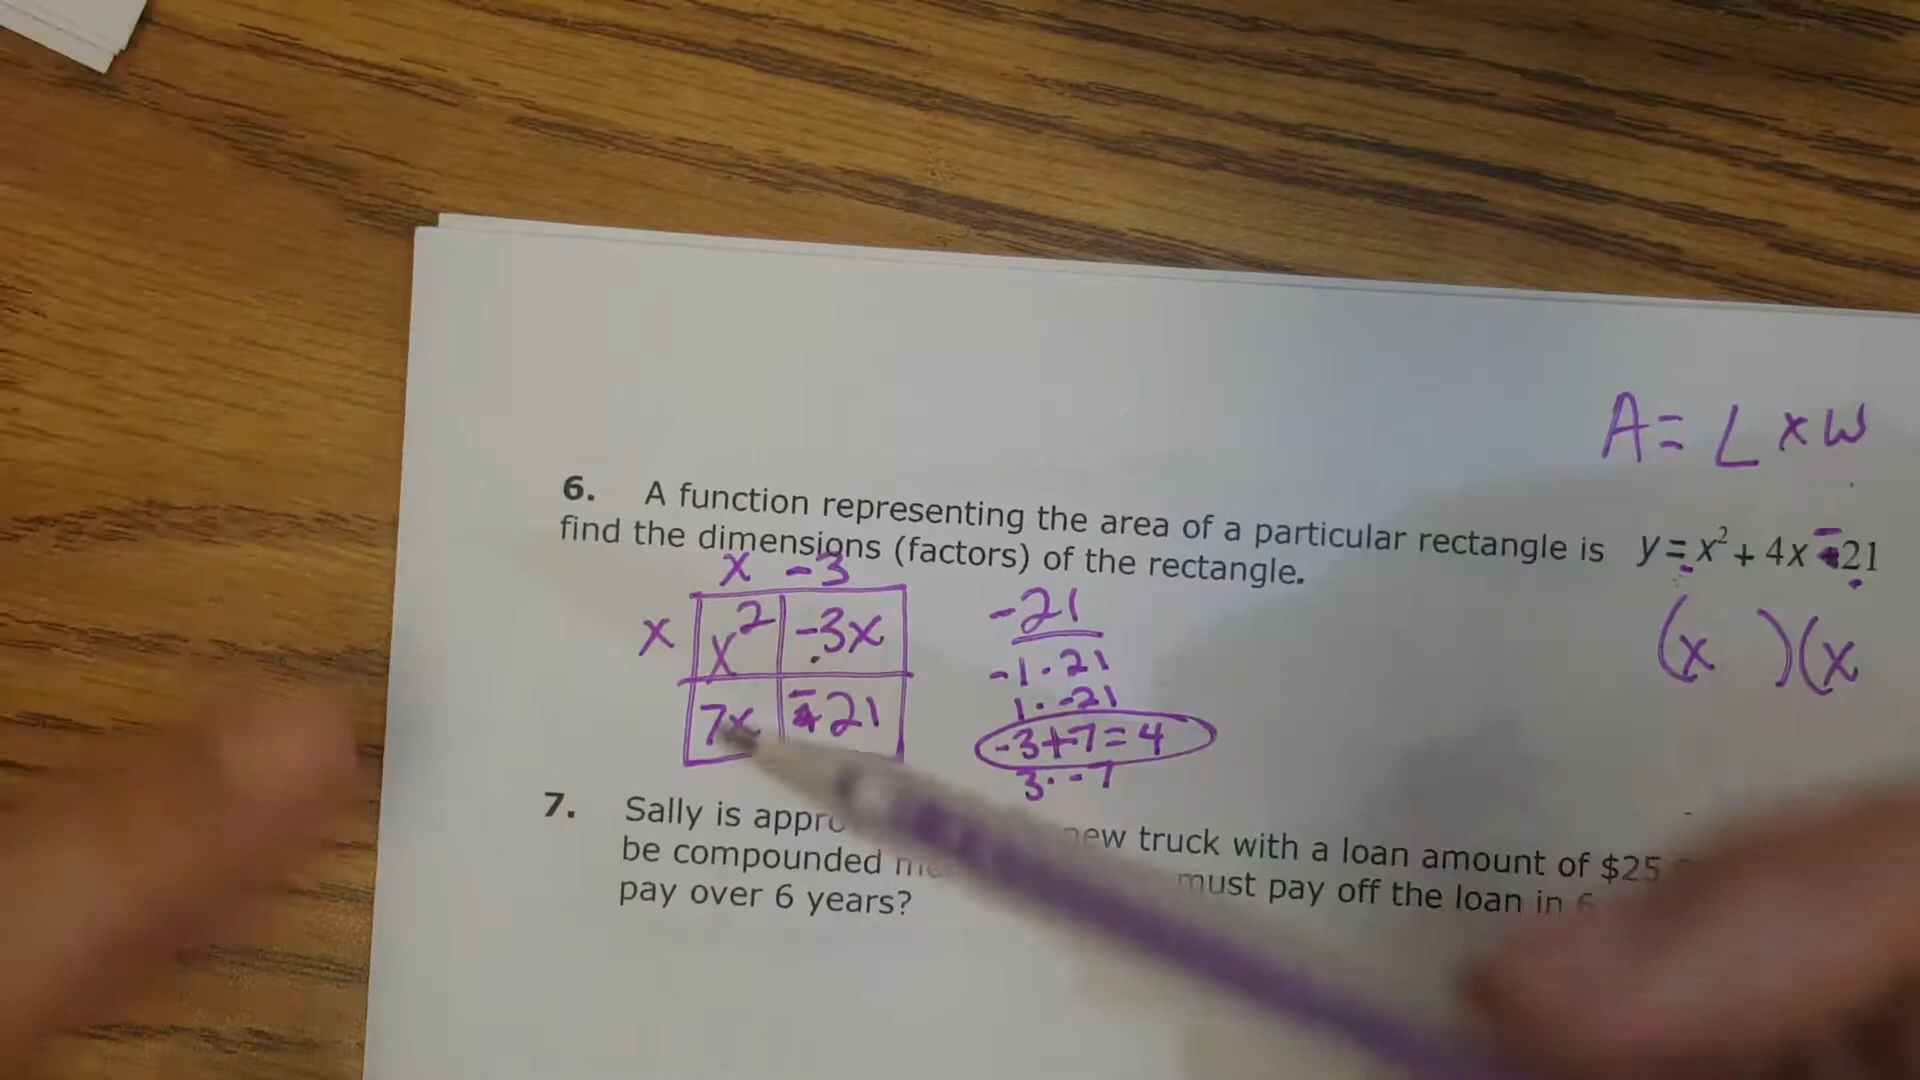 A = L x W
6. A function representing the area of a particular rectangle is y = x² + 4x - 21
find the dimensions (factors) of the rectangle.
x -3
x x² -3x
7x -21
-21
-1 · 21
1 · -21
-3 + 7 = 4
3 · -7
(x )(x
7. Sally is new truck with a loan amount of $25
be compounded must pay off the loan in 6
pay over 6 years?